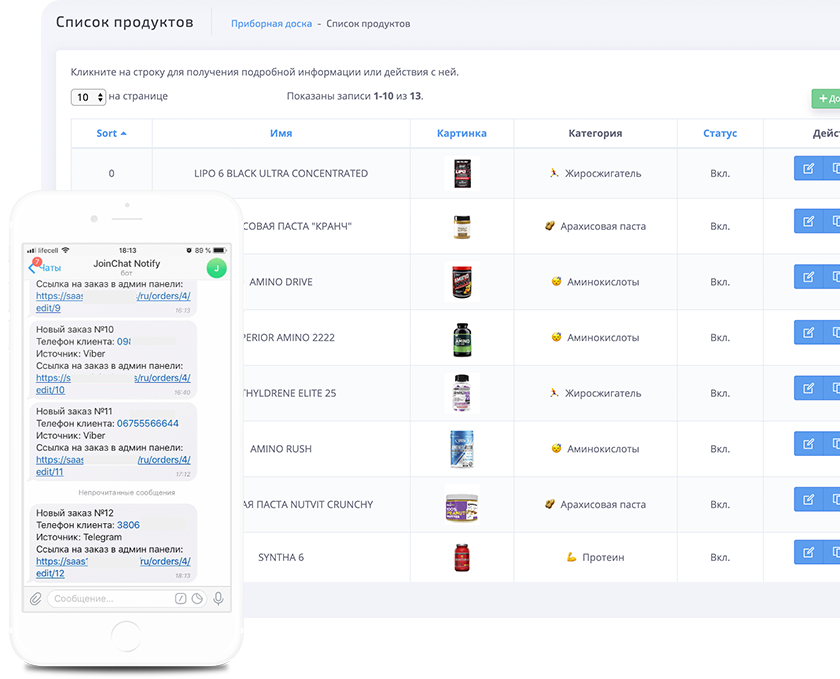 Список продуктов
Приборная доска - Список продуктов
Кликните на строку для получения подробной информации или действия с ней.
10 на странице
Показаны записи 1-10 из 13.
+ До
Sort Имя Картинка Категория Статус Дейст
0 LIPO 6 BLACK ULTRA CONCENTRATED Жиросжигатель Вкл.
СОВАЯ ПАСТА "КРАНЧ" Арахисовая паста Вкл.
AMINO DRIVE Аминокислоты Вкл.
PERIOR AMINO 2222 Аминокислоты Вкл.
THYLDRENE ELITE 25 Жиросжигатель Вкл.
AMINO RUSH Аминокислоты Вкл.
АЯ ПАСТА NUTVIT CRUNCHY Арахисовая паста Вкл.
SYNTHA 6 Протеин Вкл.
lifecell 18:13 89 %
7
Чаты
JoinChat Notify
бот
J
Ссылка на заказ в админ панели:
https://saas /ru/orders/4/
edit/9
16:13
Новый заказ №10
Телефон клиента: 098
Источник: Viber
Ссылка на заказ в админ панели:
https://s s/ru/orders/4/
edit/10
16:40
Новый заказ №11
Телефон клиента: 06755566644
Источник: Viber
Ссылка на заказ в админ панели:
https://saas /ru/orders/4/
edit/11
17:12
Непрочитанные сообщения
Новый заказ №12
Телефон клиента: 3806
Источник: Telegram
Ссылка на заказ в админ панели:
https://saas ru/orders/4/
edit/12
18:13
Сообщение...